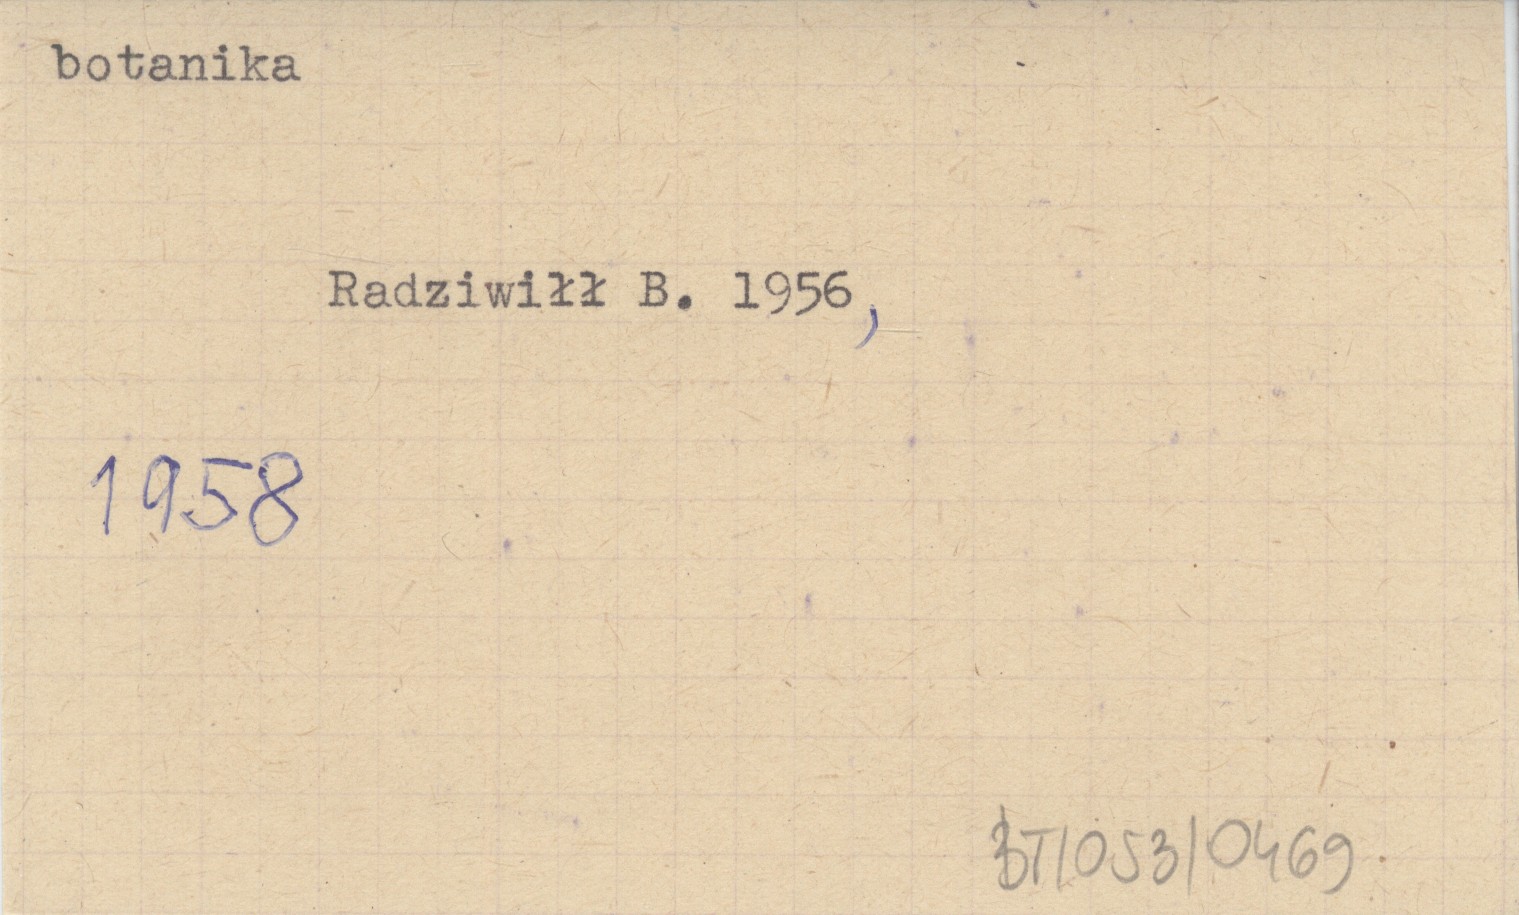 botanika
Radziwiłł B. 1956,
1958
BT/053/0469